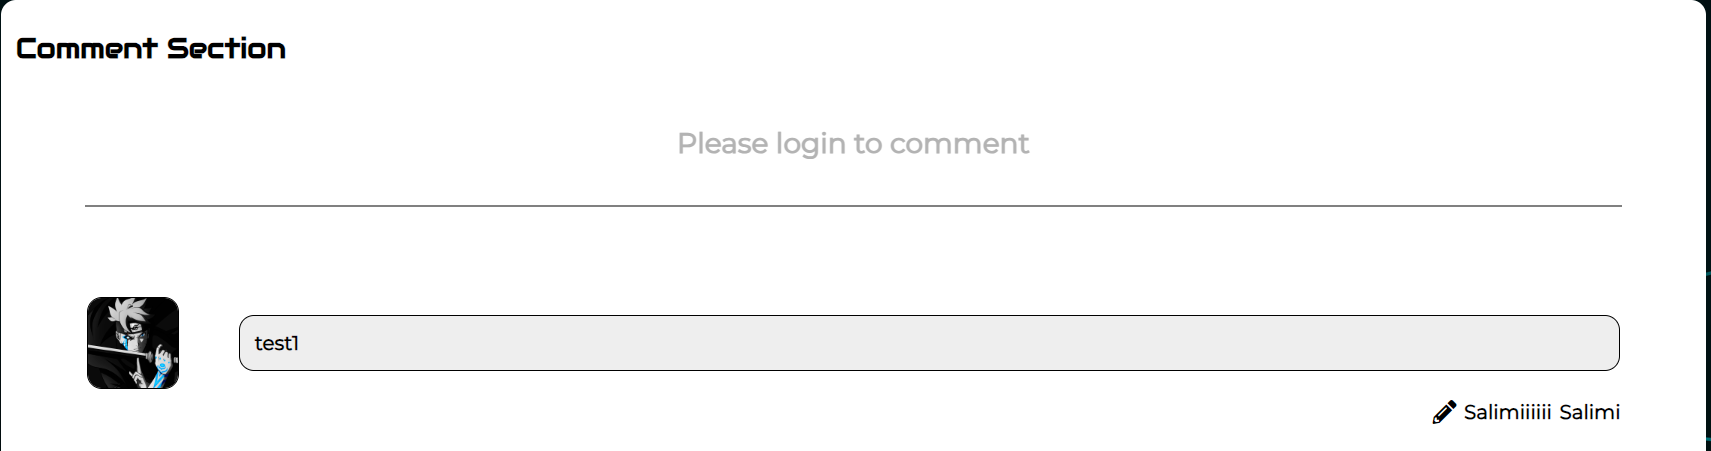 Comment Section
Please login to comment
test1
Salimiiiiii Salimi